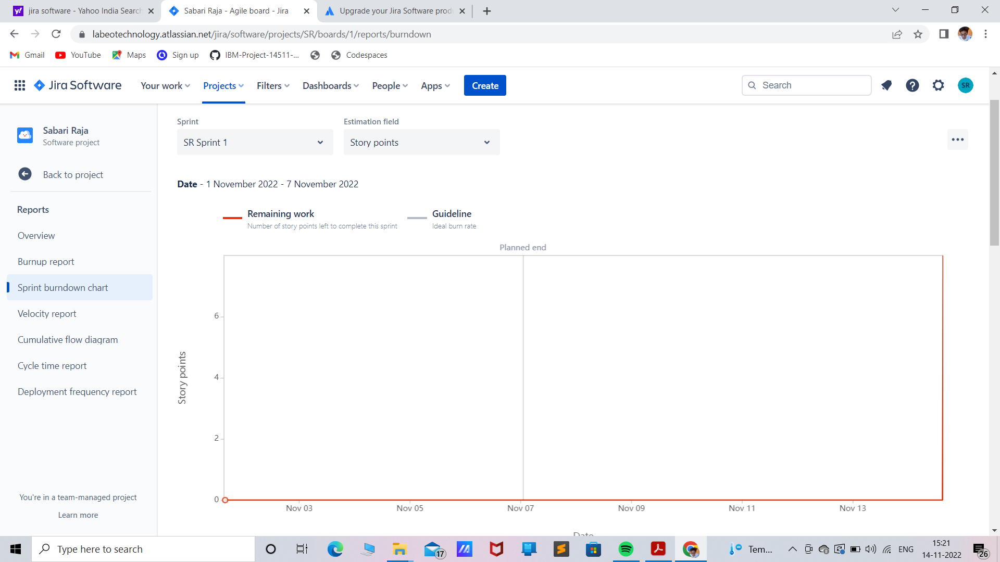 jira software - Yahoo India Search
Sabari Raja - Agile board - Jira
Upgrade your Jira Software produ
labeotechnology.atlassian.net/jira/software/projects/SR/boards/1/reports/burndown
Gmail
YouTube
Maps
Sign up
IBM-Project-14511-...
Codespaces
Jira Software
Your work
Projects
Filters
Dashboards
People
Apps
Create
Search
SR
Sabari Raja
Software project
Back to project
Reports
Overview
Burnup report
Sprint burndown chart
Velocity report
Cumulative flow diagram
Cycle time report
Deployment frequency report
You're in a team-managed project
Learn more
Sprint
SR Sprint 1
Estimation field
Story points
Date - 1 November 2022 - 7 November 2022
Remaining work
Number of story points left to complete this sprint
Guideline
Ideal burn rate
Planned end
Story points
6
4
2
0
Nov 03
Nov 05
Nov 07
Nov 09
Nov 11
Nov 13
Date
Type here to search
17
Tem...
ENG
15:21
14-11-2022
26